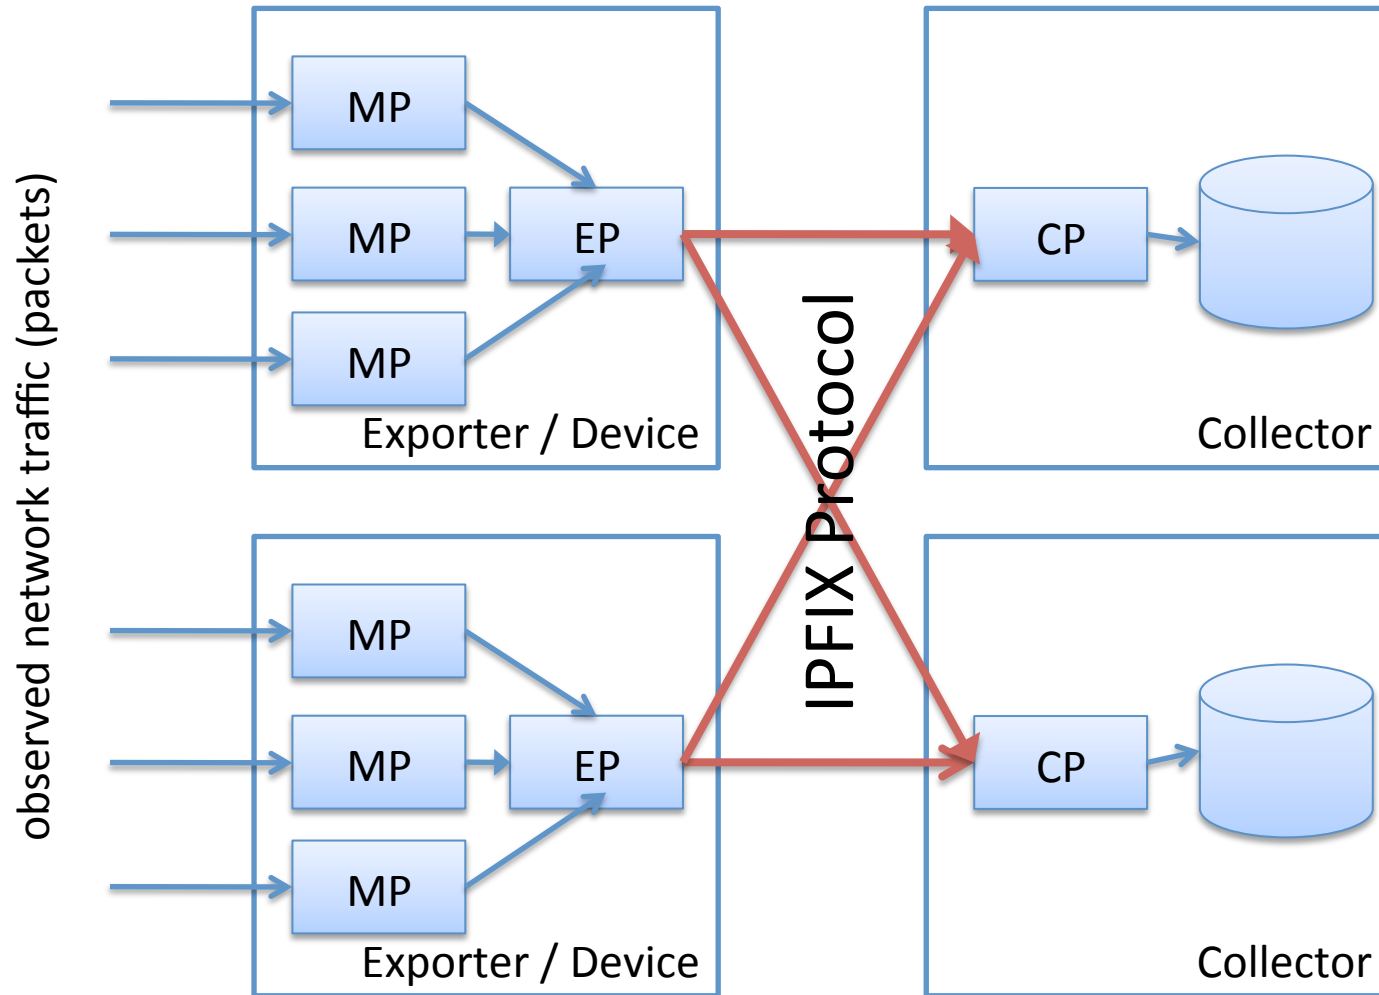 observed network traffic (packets)
MP
MP
EP
MP
Exporter / Device
IPFIX Protocol
CP
Collector
MP
MP
EP
MP
Exporter / Device
CP
Collector